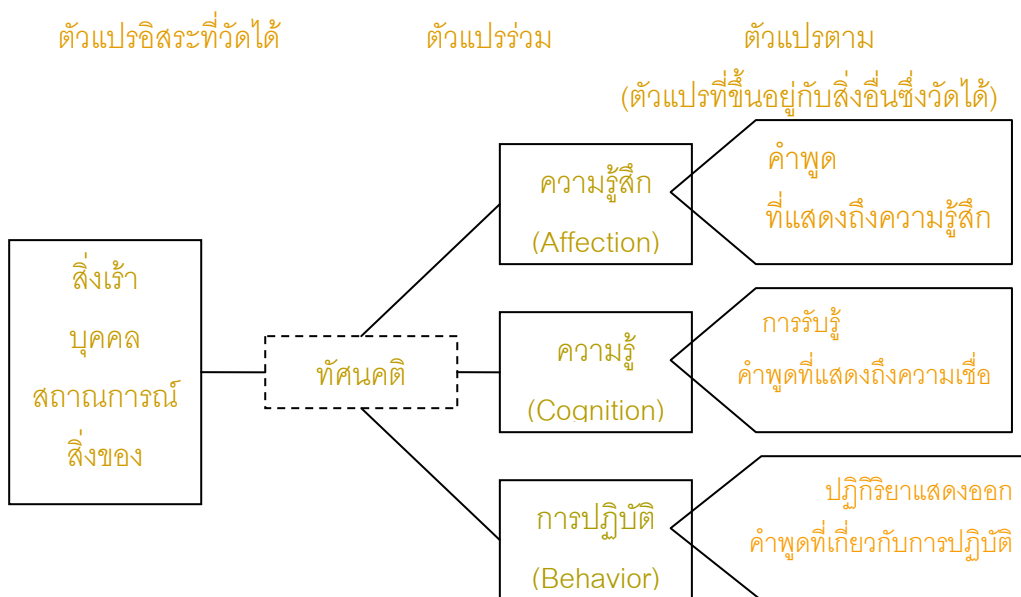 ตัวแปรอิสระที่วัดได้
ตัวแปรร่วม
ตัวแปรตาม
(ตัวแปรที่ขึ้นอยู่กับสิ่งอื่นซึ่งวัดได้)
สิ่งเร้า
บุคคล
สถาณการณ์
สิ่งของ
ทัศนคติ
ความรู้สึก
(Affection)
คำพูด
ที่แสดงถึงความรู้สึก
ความรู้
(Cognition)
การรับรู้
คำพูดที่แสดงถึงความเชื่อ
การปฏิบัติ
(Behavior)
ปฏิกิริยาแสดงออก
คำพูดที่เกี่ยวกับการปฏิบัติ